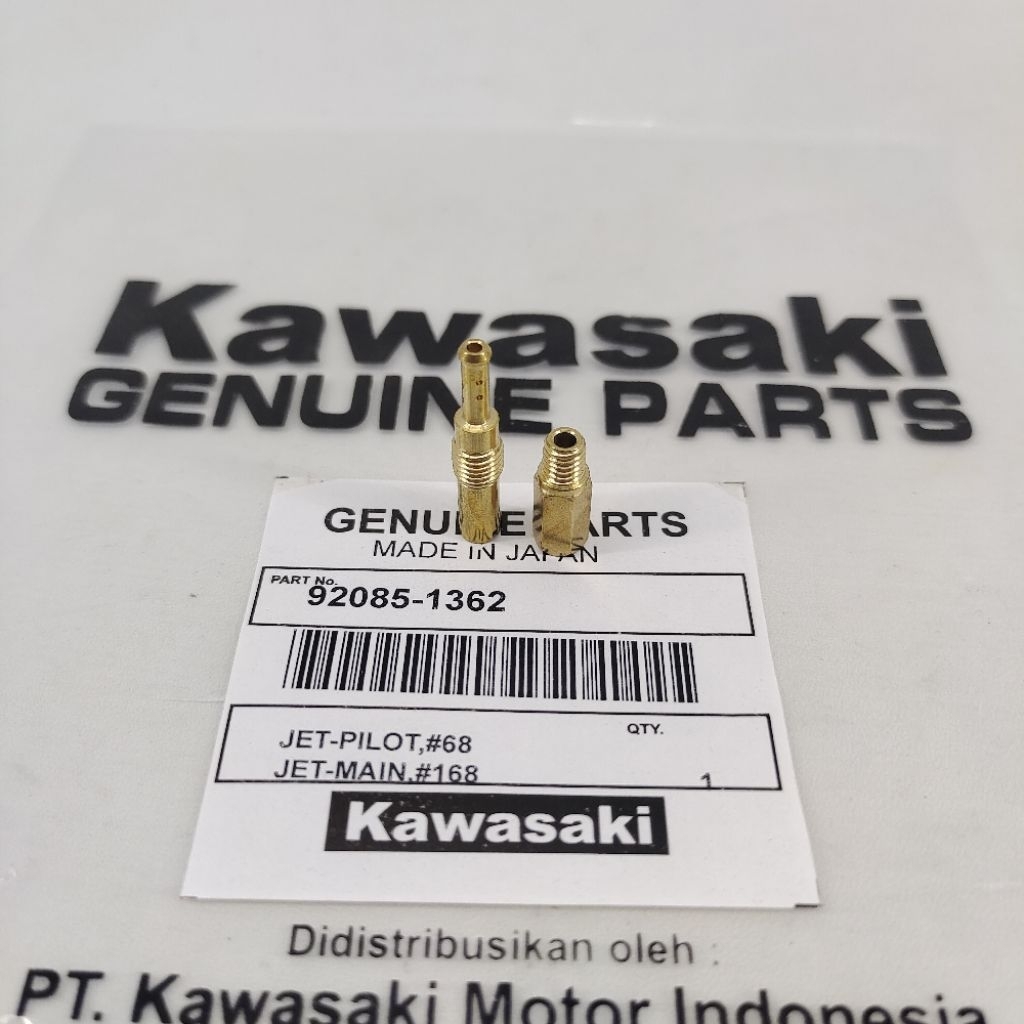 Kawasaki
GENUINE PARTS
GENUINE PARTS
MADE IN JAPAN
PART No.
92085-1362
QTY.
JET-PILOT,#68
JET-MAIN,#168
1
Kawasaki
Didistribusikan oleh :
PT. Kawasaki Motor Indonesia